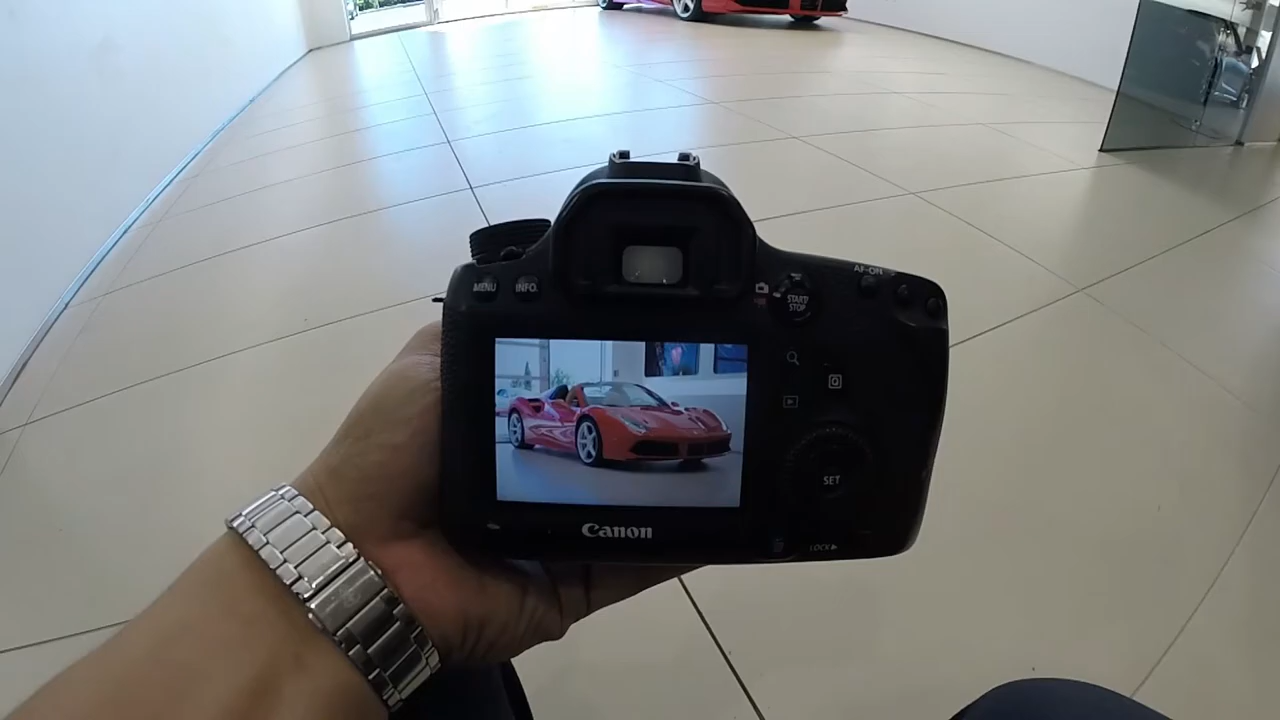 AF-ON
MENU
INFO.
START/
STOP
Q
SET
Canon
LOCK▶